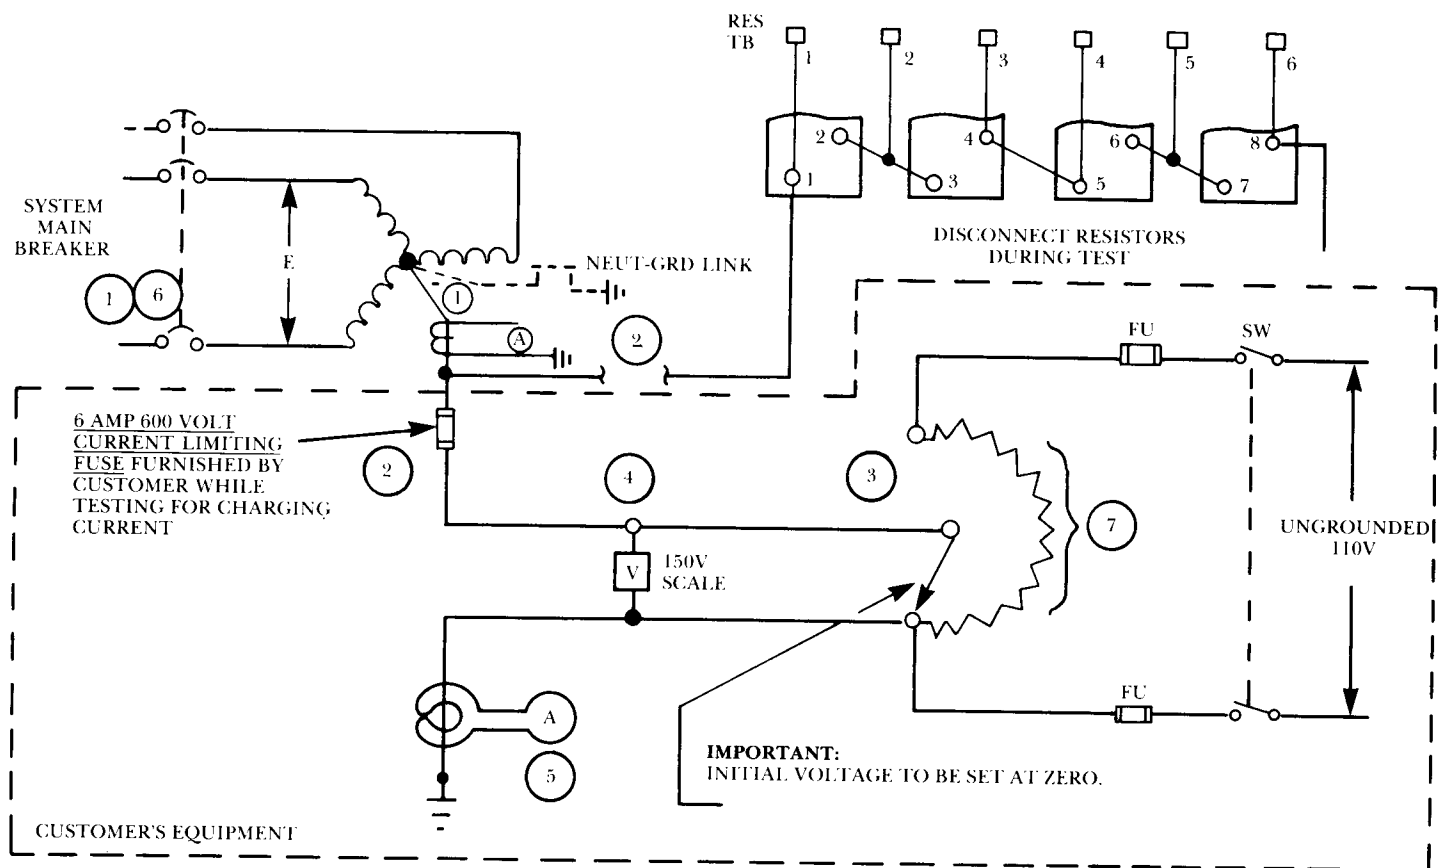 RES
TB
1 2 3 4 5 6
2 4 6 8
1 3 5 7
DISCONNECT RESISTORS
DURING TEST
SYSTEM
MAIN
BREAKER
1 6
E
NEUT-GRD LINK
1
A
2
FU SW
6 AMP 600 VOLT
CURRENT LIMITING
FUSE FURNISHED BY
CUSTOMER WHILE
TESTING FOR CHARGING
CURRENT
2
4
3
7
UNGROUNDED
110V
V
150V
SCALE
FU
A
5
IMPORTANT:
INITIAL VOLTAGE TO BE SET AT ZERO.
CUSTOMER'S EQUIPMENT